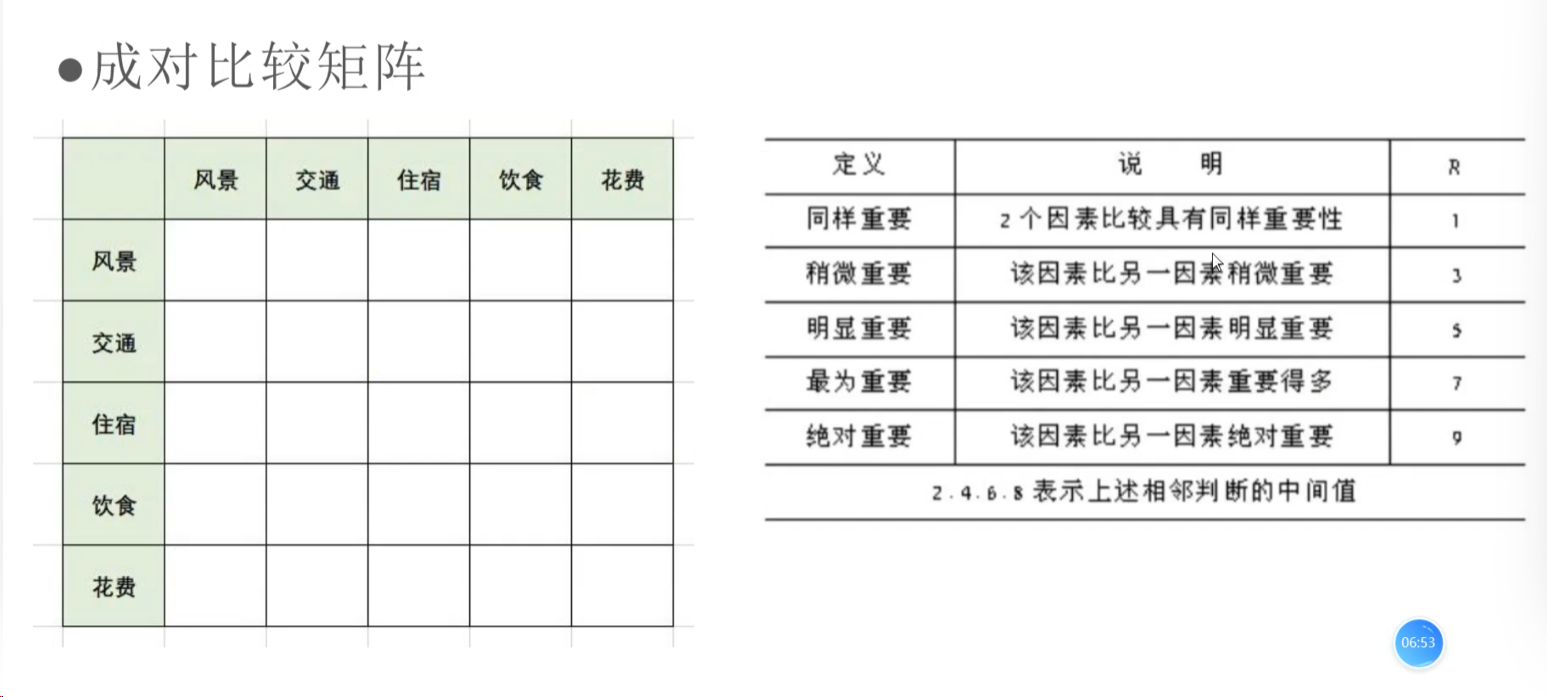 ●成对比较矩阵
风景 交通 住宿 饮食 花费
风景
交通
住宿
饮食
花费
定义 说 明 R
同样重要 2个因素比较具有同样重要性 1
稍微重要 该因素比另一因素稍微重要 3
明显重要 该因素比另一因素明显重要 5
最为重要 该因素比另一因素重要得多 7
绝对重要 该因素比另一因素绝对重要 9
2.4.6.8表示上述相邻判断的中间值
06:53